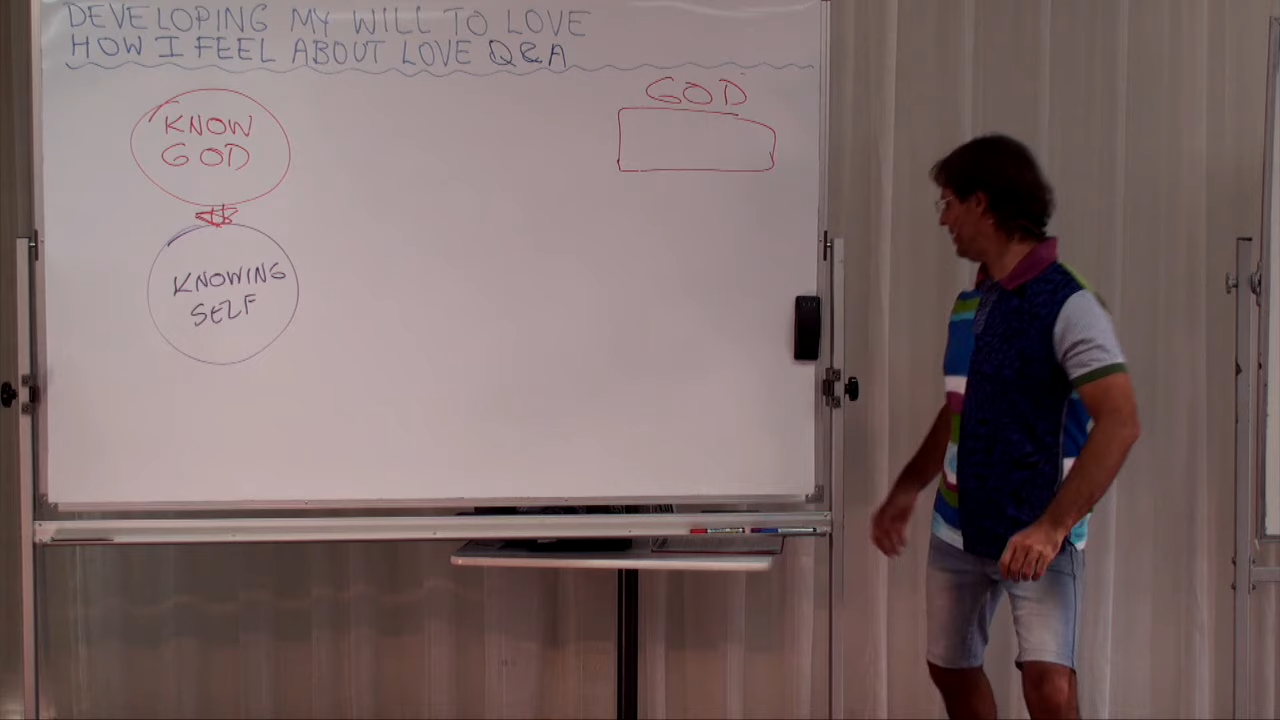 DEVELOPING MY WILL TO LOVE
HOW I FEEL ABOUT LOVE Q&A
KNOW
GOD
GOD
KNOWING
SELF